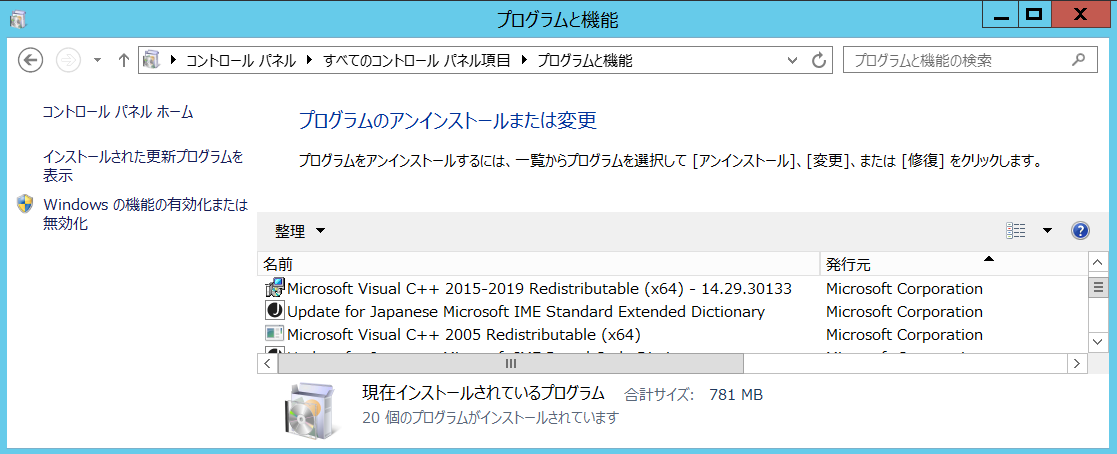 プログラムと機能
コントロール パネル すべてのコントロール パネル項目 プログラムと機能
プログラムと機能の検索
コントロール パネル ホーム
インストールされた更新プログラムを
表示
Windows の機能の有効化または
無効化
プログラムのアンインストールまたは変更
プログラムをアンインストールするには、一覧からプログラムを選択して [アンインストール]、[変更]、または [修復] をクリックします。
整理
名前 発行元
Microsoft Visual C++ 2015-2019 Redistributable (x64) - 14.29.30133 Microsoft Corporation
Update for Japanese Microsoft IME Standard Extended Dictionary Microsoft Corporation
Microsoft Visual C++ 2005 Redistributable (x64) Microsoft Corporation
現在インストールされているプログラム 合計サイズ: 781 MB
20 個のプログラムがインストールされています